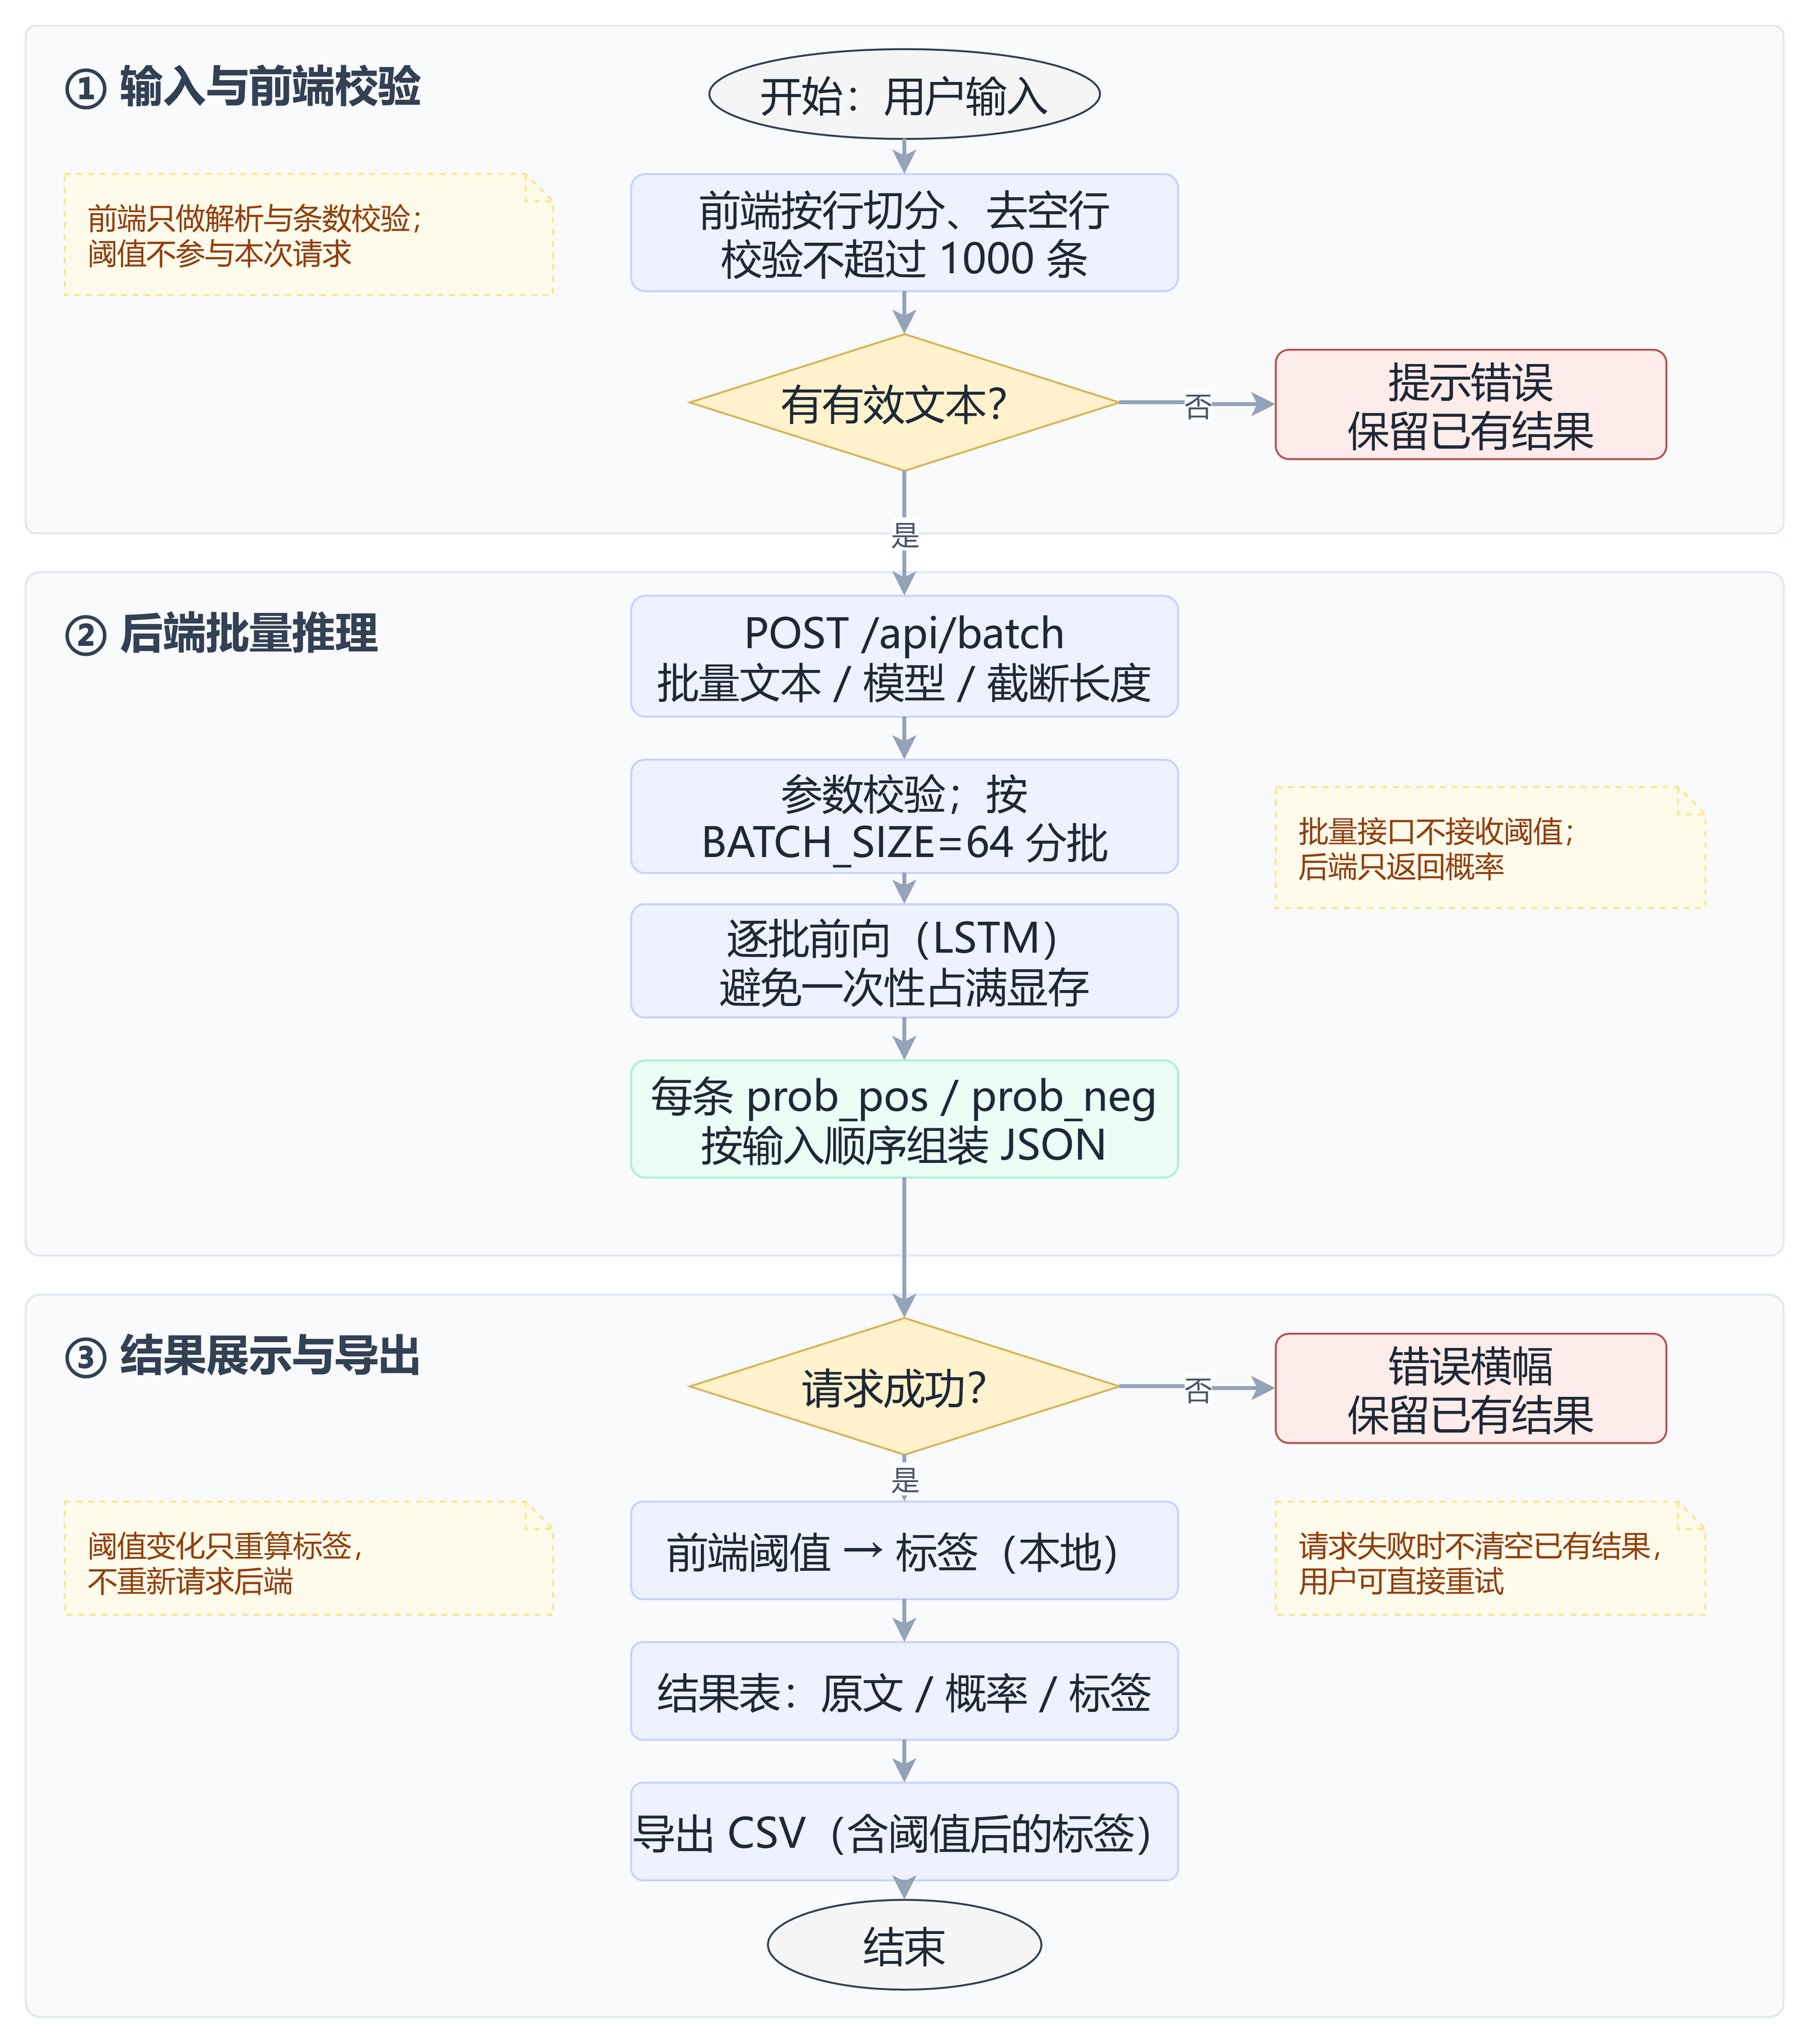 ① 输入与前端校验
开始：用户输入
前端只做解析与条数校验；
阈值不参与本次请求
前端按行切分、去空行
校验不超过 1000 条
有有效文本？
否
提示错误
保留已有结果
是
② 后端批量推理
POST /api/batch
批量文本 / 模型 / 截断长度
参数校验；按
BATCH_SIZE=64 分批
批量接口不接收阈值；
后端只返回概率
逐批前向（LSTM）
避免一次性占满显存
每条 prob_pos / prob_neg
按输入顺序组装 JSON
③ 结果展示与导出
请求成功？
否
错误横幅
保留已有结果
是
阈值变化只重算标签，
不重新请求后端
前端阈值 → 标签（本地）
请求失败时不清空已有结果，
用户可直接重试
结果表：原文 / 概率 / 标签
导出 CSV（含阈值后的标签）
结束